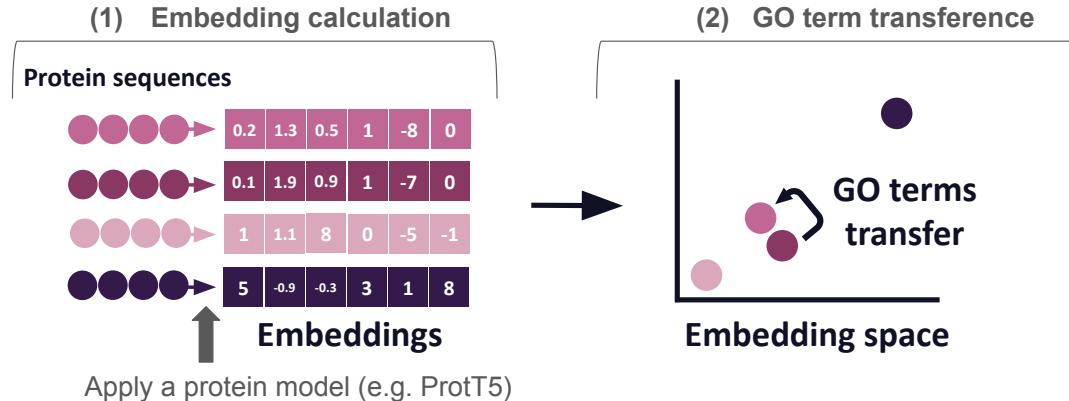 (1) Embedding calculation
(2) GO term transference
Protein sequences
0.2 1.3 0.5 1 -8 0
0.1 1.9 0.9 1 -7 0
1 1.1 8 0 -5 -1
5 -0.9 -0.3 3 1 8
Embeddings
Apply a protein model (e.g. ProtT5)
GO terms
transfer
Embedding space